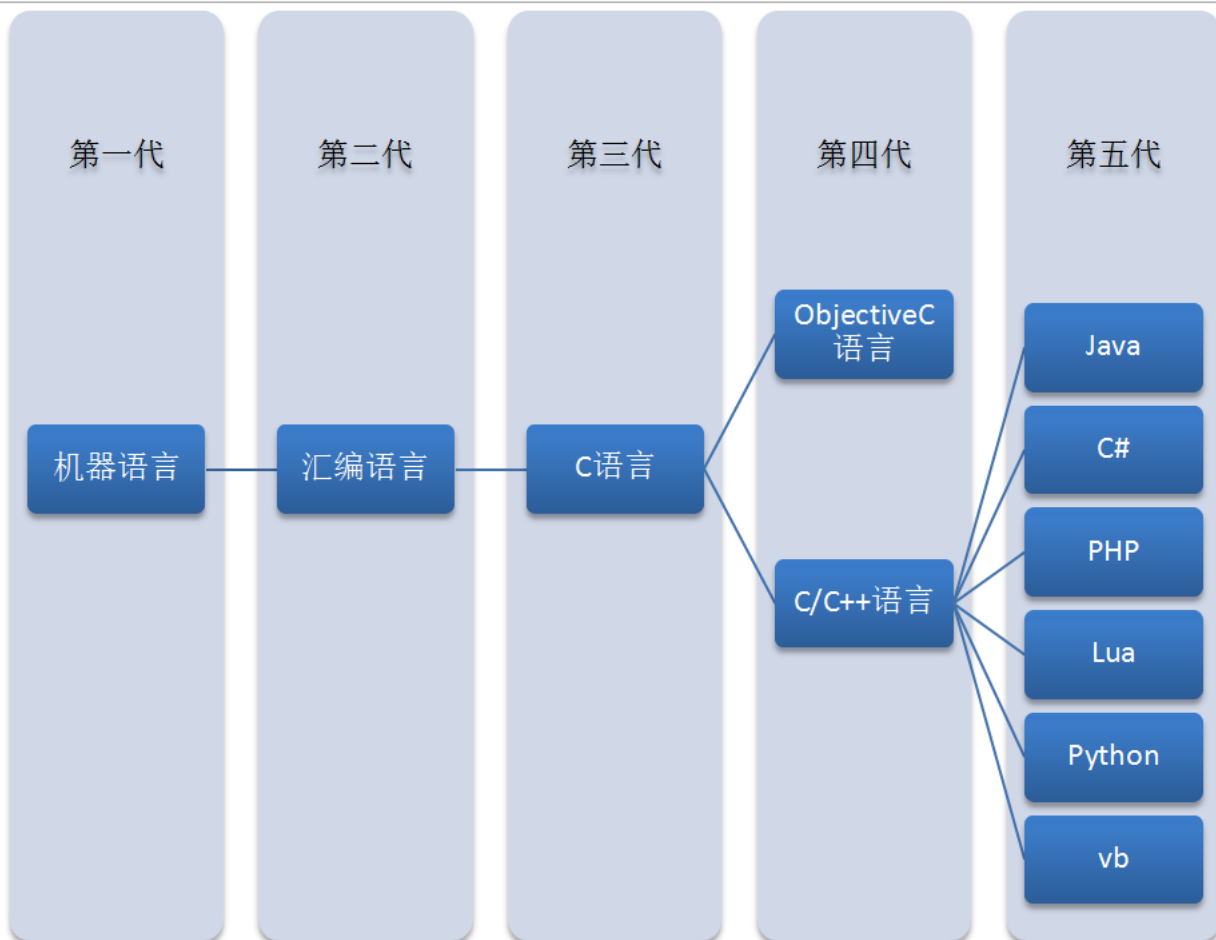 第一代
第二代
第三代
第四代
第五代
机器语言
汇编语言
C语言
ObjectiveC
语言
C/C++语言
Java
C#
PHP
Lua
Python
vb